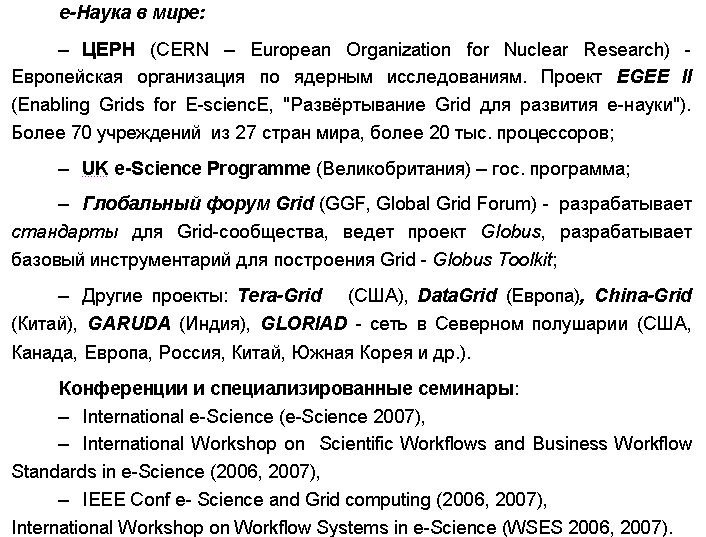 е-Наука в мире:
– ЦЕРН (CERN – European Organization for Nuclear Research) -
Европейская организация по ядерным исследованиям. Проект EGEE II
(Enabling Grids for E-sciencE, "Развёртывание Grid для развития е-науки").
Более 70 учреждений из 27 стран мира, более 20 тыс. процессоров;
– UK e-Science Programme (Великобритания) – гос. программа;
– Глобальный форум Grid (GGF, Global Grid Forum) - разрабатывает
стандарты для Grid-сообщества, ведет проект Globus, разрабатывает
базовый инструментарий для построения Grid - Globus Toolkit;
– Другие проекты: Tera-Grid (США), DataGrid (Европа), China-Grid
(Китай), GARUDA (Индия), GLORIAD - сеть в Северном полушарии (США,
Канада, Европа, Россия, Китай, Южная Корея и др.).
Конференции и специализированные семинары:
– International e-Science (e-Science 2007),
– International Workshop on Scientific Workflows and Business Workflow
Standards in e-Science (2006, 2007),
– IEEE Conf e- Science and Grid computing (2006, 2007),
International Workshop on Workflow Systems in e-Science (WSES 2006, 2007).